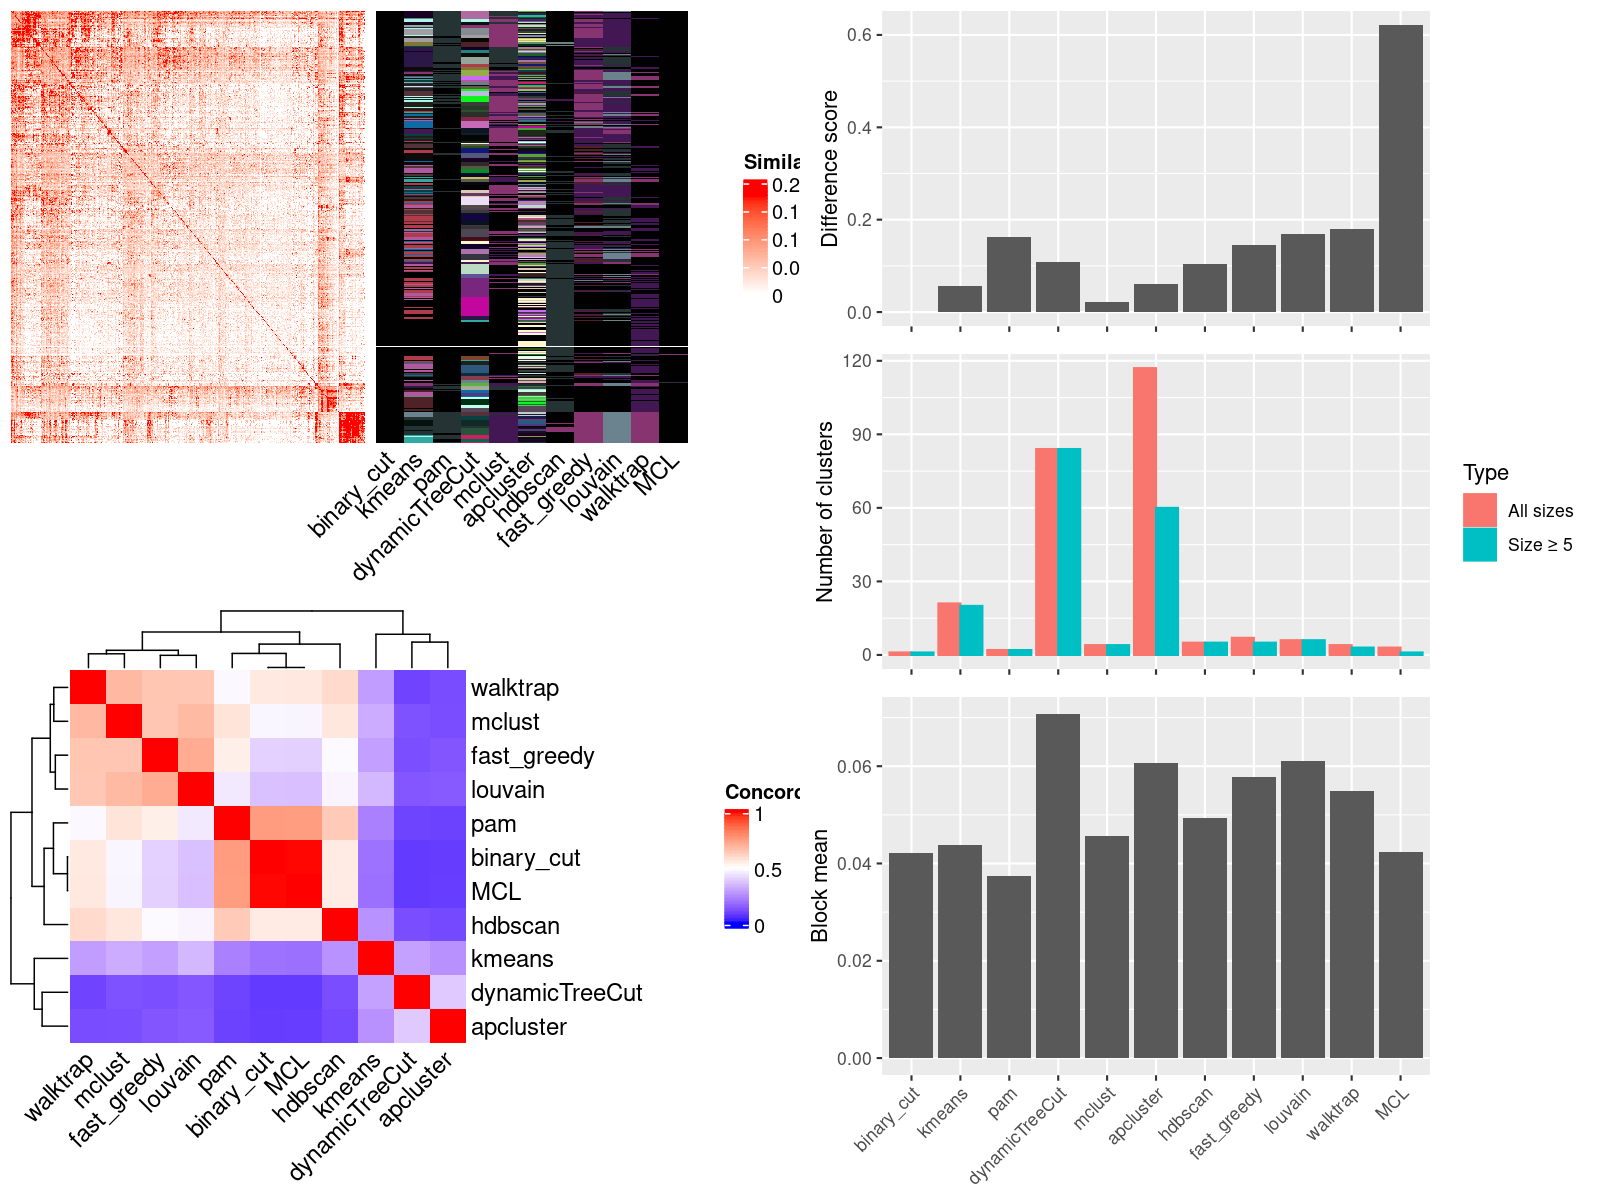 Simila
0.2
0.1
0.1
0.0
0
binary_cut
kmeans
pam
dynamicTreeCut
mclust
apcluster
hdbscan
fast_greedy
louvain
walktrap
MCL
walktrap
mclust
fast_greedy
louvain
pam
binary_cut
MCL
hdbscan
kmeans
dynamicTreeCut
apcluster
walktrap
mclust
fast_greedy
louvain
pam
binary_cut
MCL
hdbscan
kmeans
dynamicTreeCut
apcluster
Concord
1
0.5
0
Difference score
0.6
0.4
0.2
0.0
Number of clusters
120
90
60
30
0
Type
All sizes
Size ≥ 5
Block mean
0.06
0.04
0.02
0.00
binary_cut
kmeans
pam
dynamicTreeCut
mclust
apcluster
hdbscan
fast_greedy
louvain
walktrap
MCL